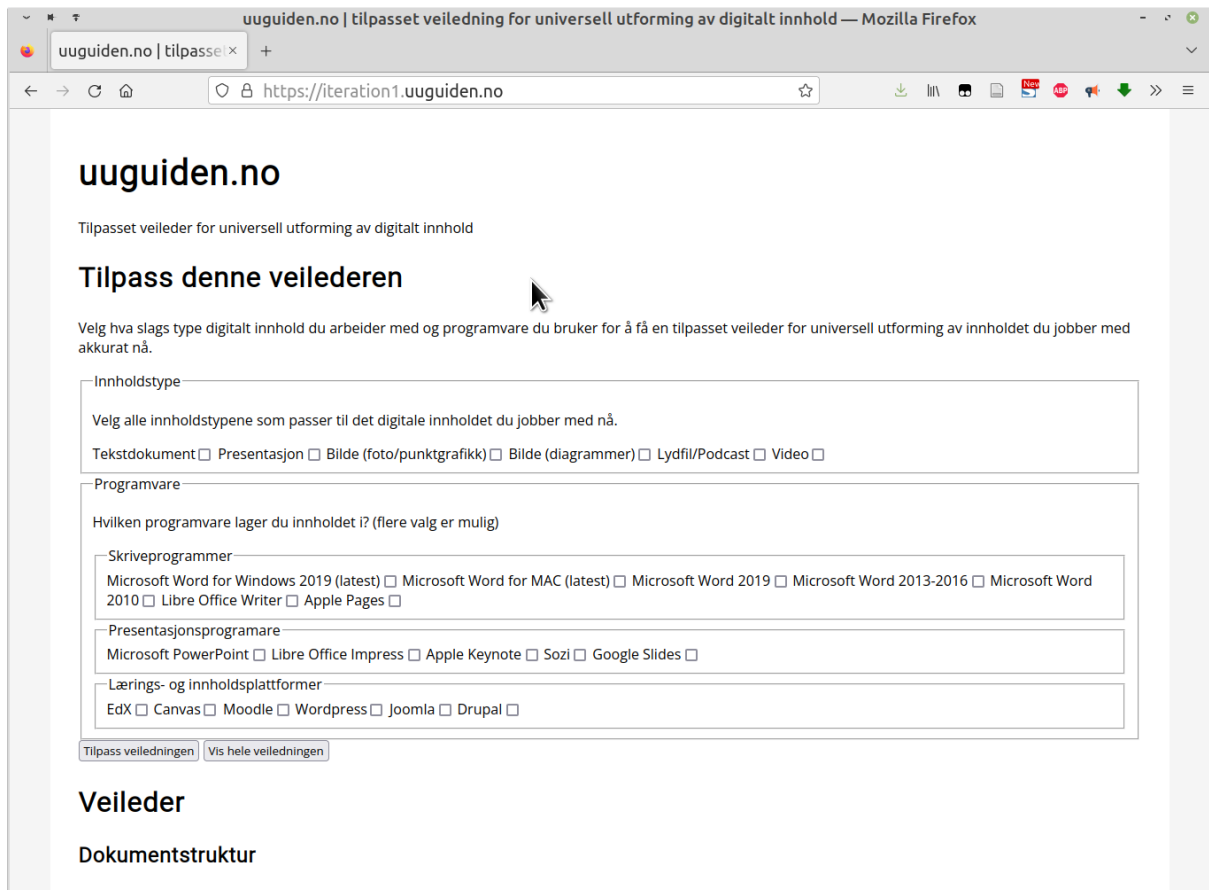 uuguiden.no | tilpasset veiledning for universell utforming av digitalt innhold — Mozilla Firefox
uuguiden.no | tilpasse
https://iteration1.uuguiden.no
New
ABP
uuguiden.no
Tilpasset veileder for universell utforming av digitalt innhold
Tilpass denne veilederen
Velg hva slags type digitalt innhold du arbeider med og programvare du bruker for å få en tilpasset veileder for universell utforming av innholdet du jobber med
akkurat nå.
Innholdstype
Velg alle innholdstypene som passer til det digitale innholdet du jobber med nå.
Tekstdokument Presentasjon Bilde (foto/punktgrafikk) Bilde (diagrammer) Lydfil/Podcast Video
Programvare
Hvilken programvare lager du innholdet i? (flere valg er mulig)
Skriveprogrammer
Microsoft Word for Windows 2019 (latest) Microsoft Word for MAC (latest) Microsoft Word 2019 Microsoft Word 2013-2016 Microsoft Word
2010 Libre Office Writer Apple Pages
Presentasjonsprogramare
Microsoft PowerPoint Libre Office Impress Apple Keynote Sozi Google Slides
Lærings- og innholdsplattformer
EdX Canvas Moodle Wordpress Joomla Drupal
Tilpass veiledningen Vis hele veiledningen
Veileder
Dokumentstruktur